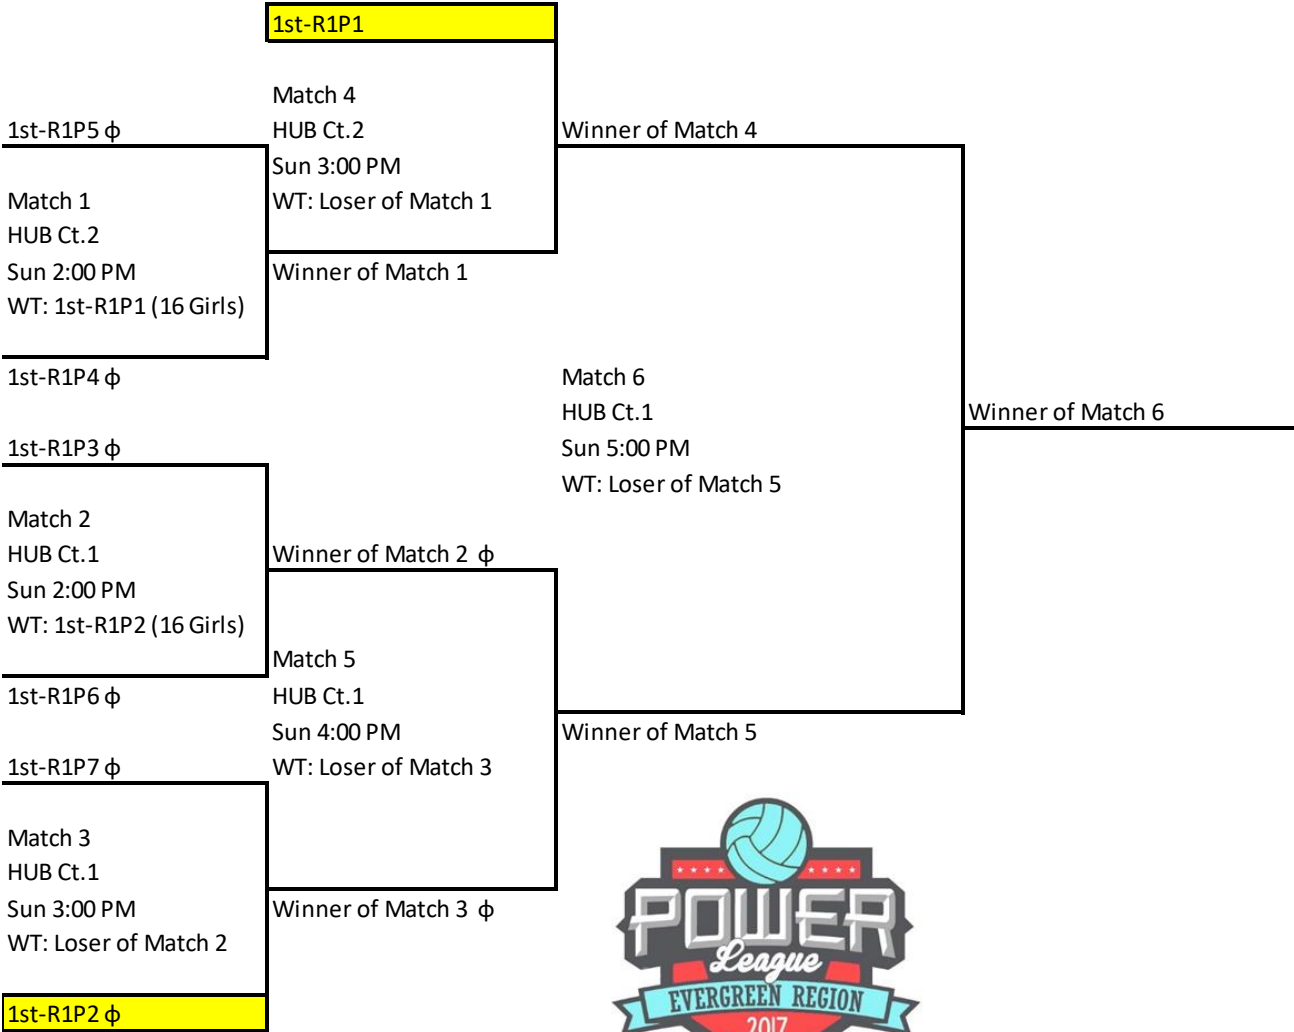 1st-R1P1
Match 4
1st-R1P5 ф
HUB Ct.2
Winner of Match 4
Sun 3:00 PM
Match 1
WT: Loser of Match 1
HUB Ct.2
Sun 2:00 PM
Winner of Match 1
WT: 1st-R1P1 (16 Girls)
1st-R1P4 ф
Match 6
HUB Ct.1
Winner of Match 6
1st-R1P3 ф
Sun 5:00 PM
WT: Loser of Match 5
Match 2
HUB Ct.1
Winner of Match 2 ф
Sun 2:00 PM
WT: 1st-R1P2 (16 Girls)
Match 5
1st-R1P6 ф
HUB Ct.1
Sun 4:00 PM
Winner of Match 5
1st-R1P7 ф
WT: Loser of Match 3
Match 3
HUB Ct.1
Sun 3:00 PM
Winner of Match 3 ф
WT: Loser of Match 2
1st-R1P2 ф
POWER
League
EVERGREEN REGION
2017